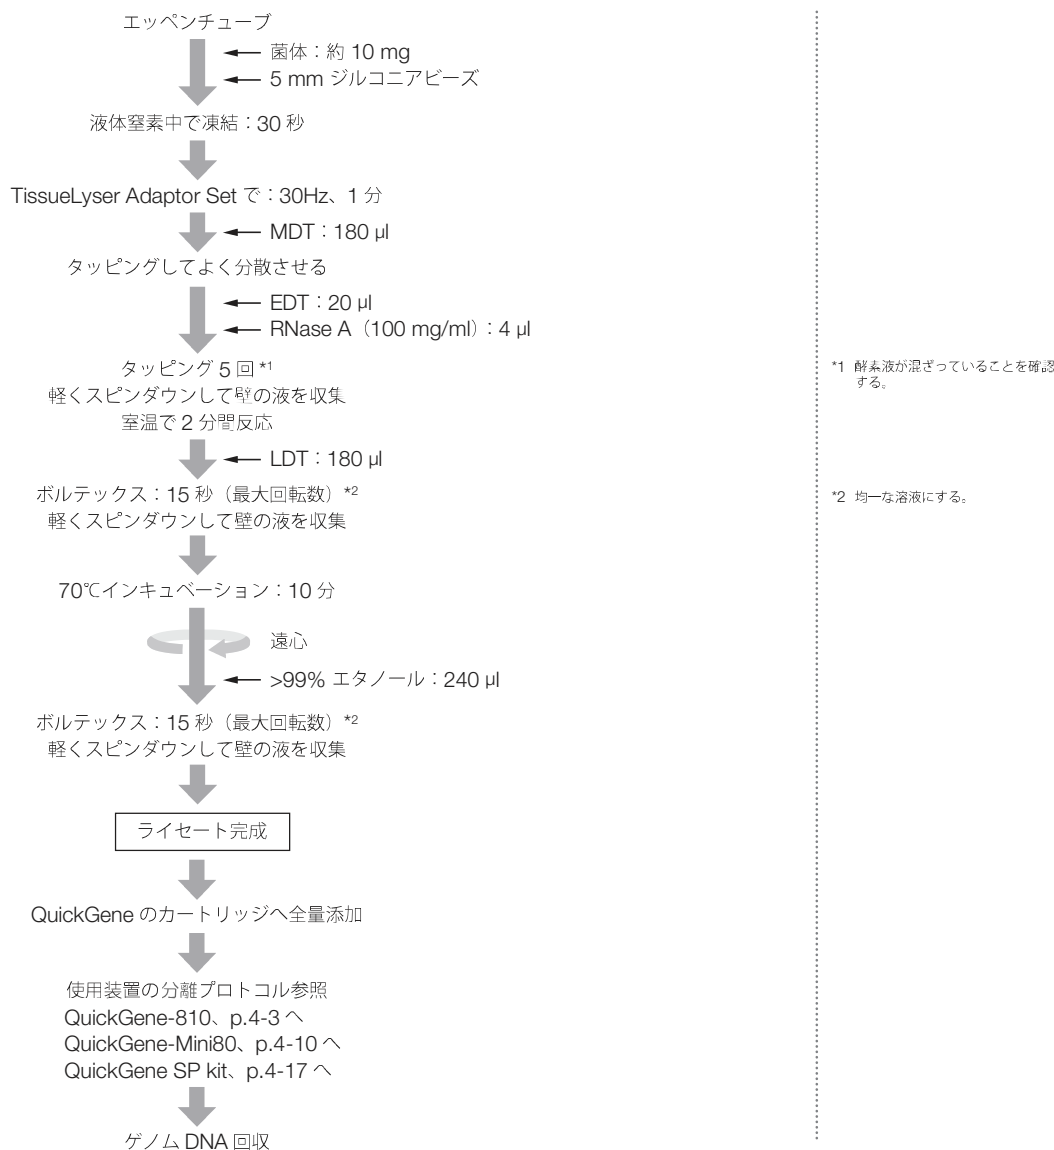 エッペンチューブ
菌体：約 10 mg
5 mm ジルコニアビーズ
液体窒素中で凍結：30 秒
TissueLyser Adaptor Set で：30Hz、1 分
MDT：180 µl
タッピングしてよく分散させる
EDT：20 µl
RNase A（100 mg/ml）：4 µl
タッピング 5 回 *1
軽くスピンダウンして壁の液を収集
室温で 2 分間反応
*1 酵素液が混ざっていることを確認
する。
LDT：180 µl
ボルテックス：15 秒（最大回転数）*2
軽くスピンダウンして壁の液を収集
*2 均一な溶液にする。
70℃インキュベーション：10 分
遠心
>99% エタノール：240 µl
ボルテックス：15 秒（最大回転数）*2
軽くスピンダウンして壁の液を収集
ライセート完成
QuickGene のカートリッジへ全量添加
使用装置の分離プロトコル参照
QuickGene-810、p.4-3 へ
QuickGene-Mini80、p.4-10 へ
QuickGene SP kit、p.4-17 へ
ゲノム DNA 回収